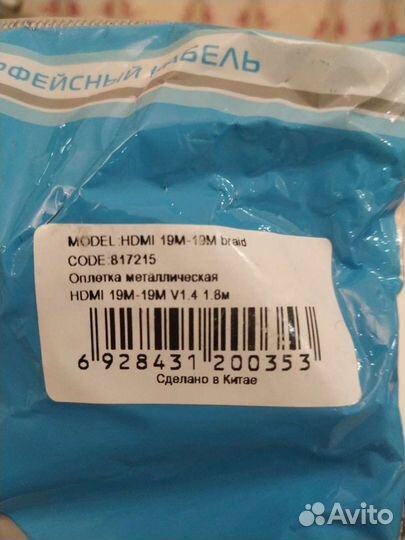 РФЕЙСНЫЙ КАБЕЛЬ
MODEL:HDMI 19M-19M braid
CODE:817215
Оплетка металлическая
HDMI 19M-19M V1.4 1.8м
6 928431 200353
Сделано в Китае
Avito